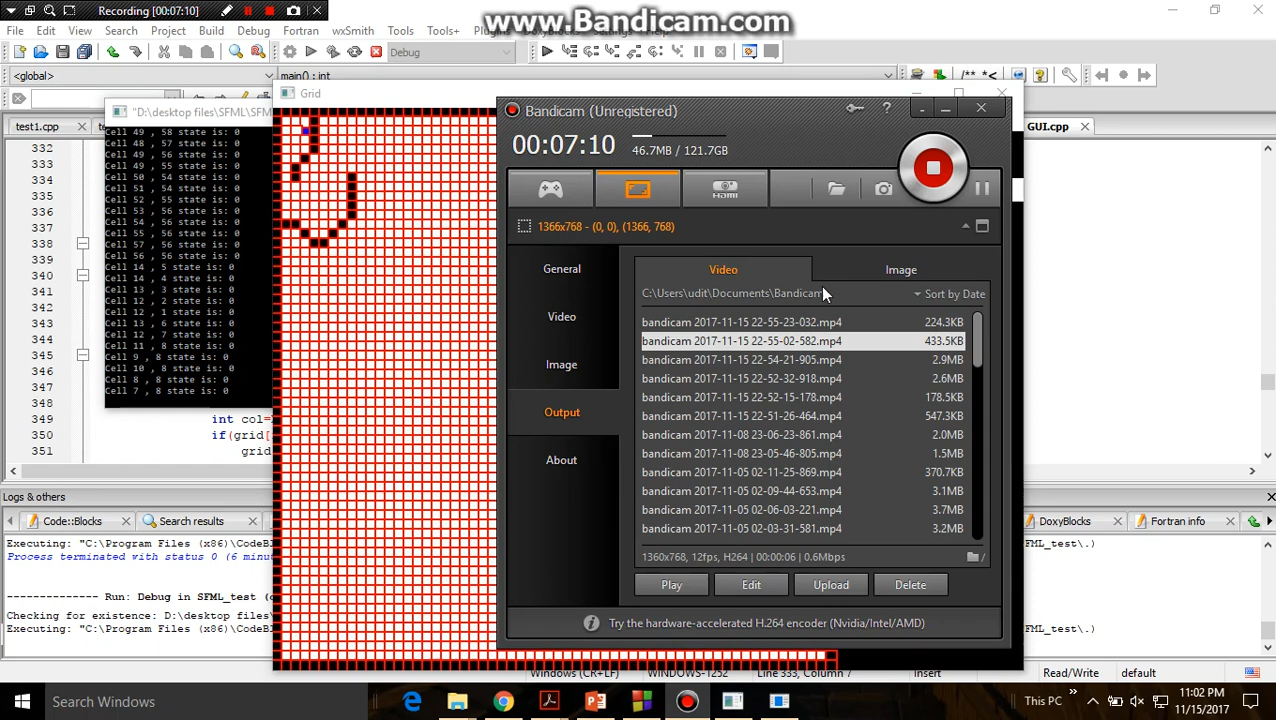 Recording [00:07:10]
www.Bandicam.com
File Edit View Search Project Build Debug Fortran wxSmith Tools Tools+ Plugins
Debug
<global> main() : int
Grid
"D:\desktop files\SFML\SFM
test1.cpp
GUI.cpp
Cell 49 , 58 state is: 0
Cell 48 , 57 state is: 0
Cell 49 , 56 state is: 0
Cell 49 , 55 state is: 0
Cell 50 , 54 state is: 0
Cell 51 , 54 state is: 0
Cell 52 , 55 state is: 0
Cell 53 , 56 state is: 0
Cell 54 , 56 state is: 0
Cell 55 , 56 state is: 0
Cell 57 , 56 state is: 0
Cell 56 , 56 state is: 0
Cell 14 , 5 state is: 0
Cell 14 , 4 state is: 0
Cell 13 , 3 state is: 0
Cell 12 , 2 state is: 0
Cell 12 , 1 state is: 0
Cell 13 , 6 state is: 0
Cell 12 , 7 state is: 0
Cell 11 , 8 state is: 0
Cell 9 , 8 state is: 0
Cell 10 , 8 state is: 0
Cell 8 , 8 state is: 0
Cell 7 , 8 state is: 0
332
333
334
335
336
337
338
339
340
341
342
343
344
345
346
347
348
349 int col=
350 if(grid[
351 grid
Bandicam (Unregistered)
00:07:10
46.7MB / 121.7GB
HDMI
1366x768 - (0, 0), (1366, 768)
General
Video
Image
Output
About
Video Image
C:\Users\udit\Documents\Bandicam
Sort by Date
bandicam 2017-11-15 22-55-23-032.mp4 224.3KB
bandicam 2017-11-15 22-55-02-582.mp4 433.5KB
bandicam 2017-11-15 22-54-21-905.mp4 2.9MB
bandicam 2017-11-15 22-52-32-918.mp4 2.6MB
bandicam 2017-11-15 22-52-15-178.mp4 178.5KB
bandicam 2017-11-15 22-51-26-464.mp4 547.3KB
bandicam 2017-11-08 23-06-23-861.mp4 2.0MB
bandicam 2017-11-08 23-05-46-805.mp4 1.5MB
bandicam 2017-11-05 02-11-25-869.mp4 370.7KB
bandicam 2017-11-05 02-09-44-653.mp4 3.1MB
bandicam 2017-11-05 02-06-03-221.mp4 3.7MB
bandicam 2017-11-05 02-03-31-581.mp4 3.2MB
1360x768, 12fps, H264 | 00:00:06 | 0.6Mbps
Play Edit Upload Delete
Try the hardware-accelerated H.264 encoder (Nvidia/Intel/AMD)
Logs & others
Code::Blocks Search results
DoxyBlocks Fortran info
Executing: "C:\Program Files (x86)\CodeB
SFML_test\.)
Process terminated with status 0 (6 minu
-------------- Run: Debug in SFML_test (
Checking for existence: D:\desktop files\
Executing: "C:\Program Files (x86)\CodeB
SFML_test\.)
Windows (CR+LF) WINDOWS-1252 Line 333, Column 7 Insert Read/Write default
Search Windows
This PC
11:02 PM
11/15/2017